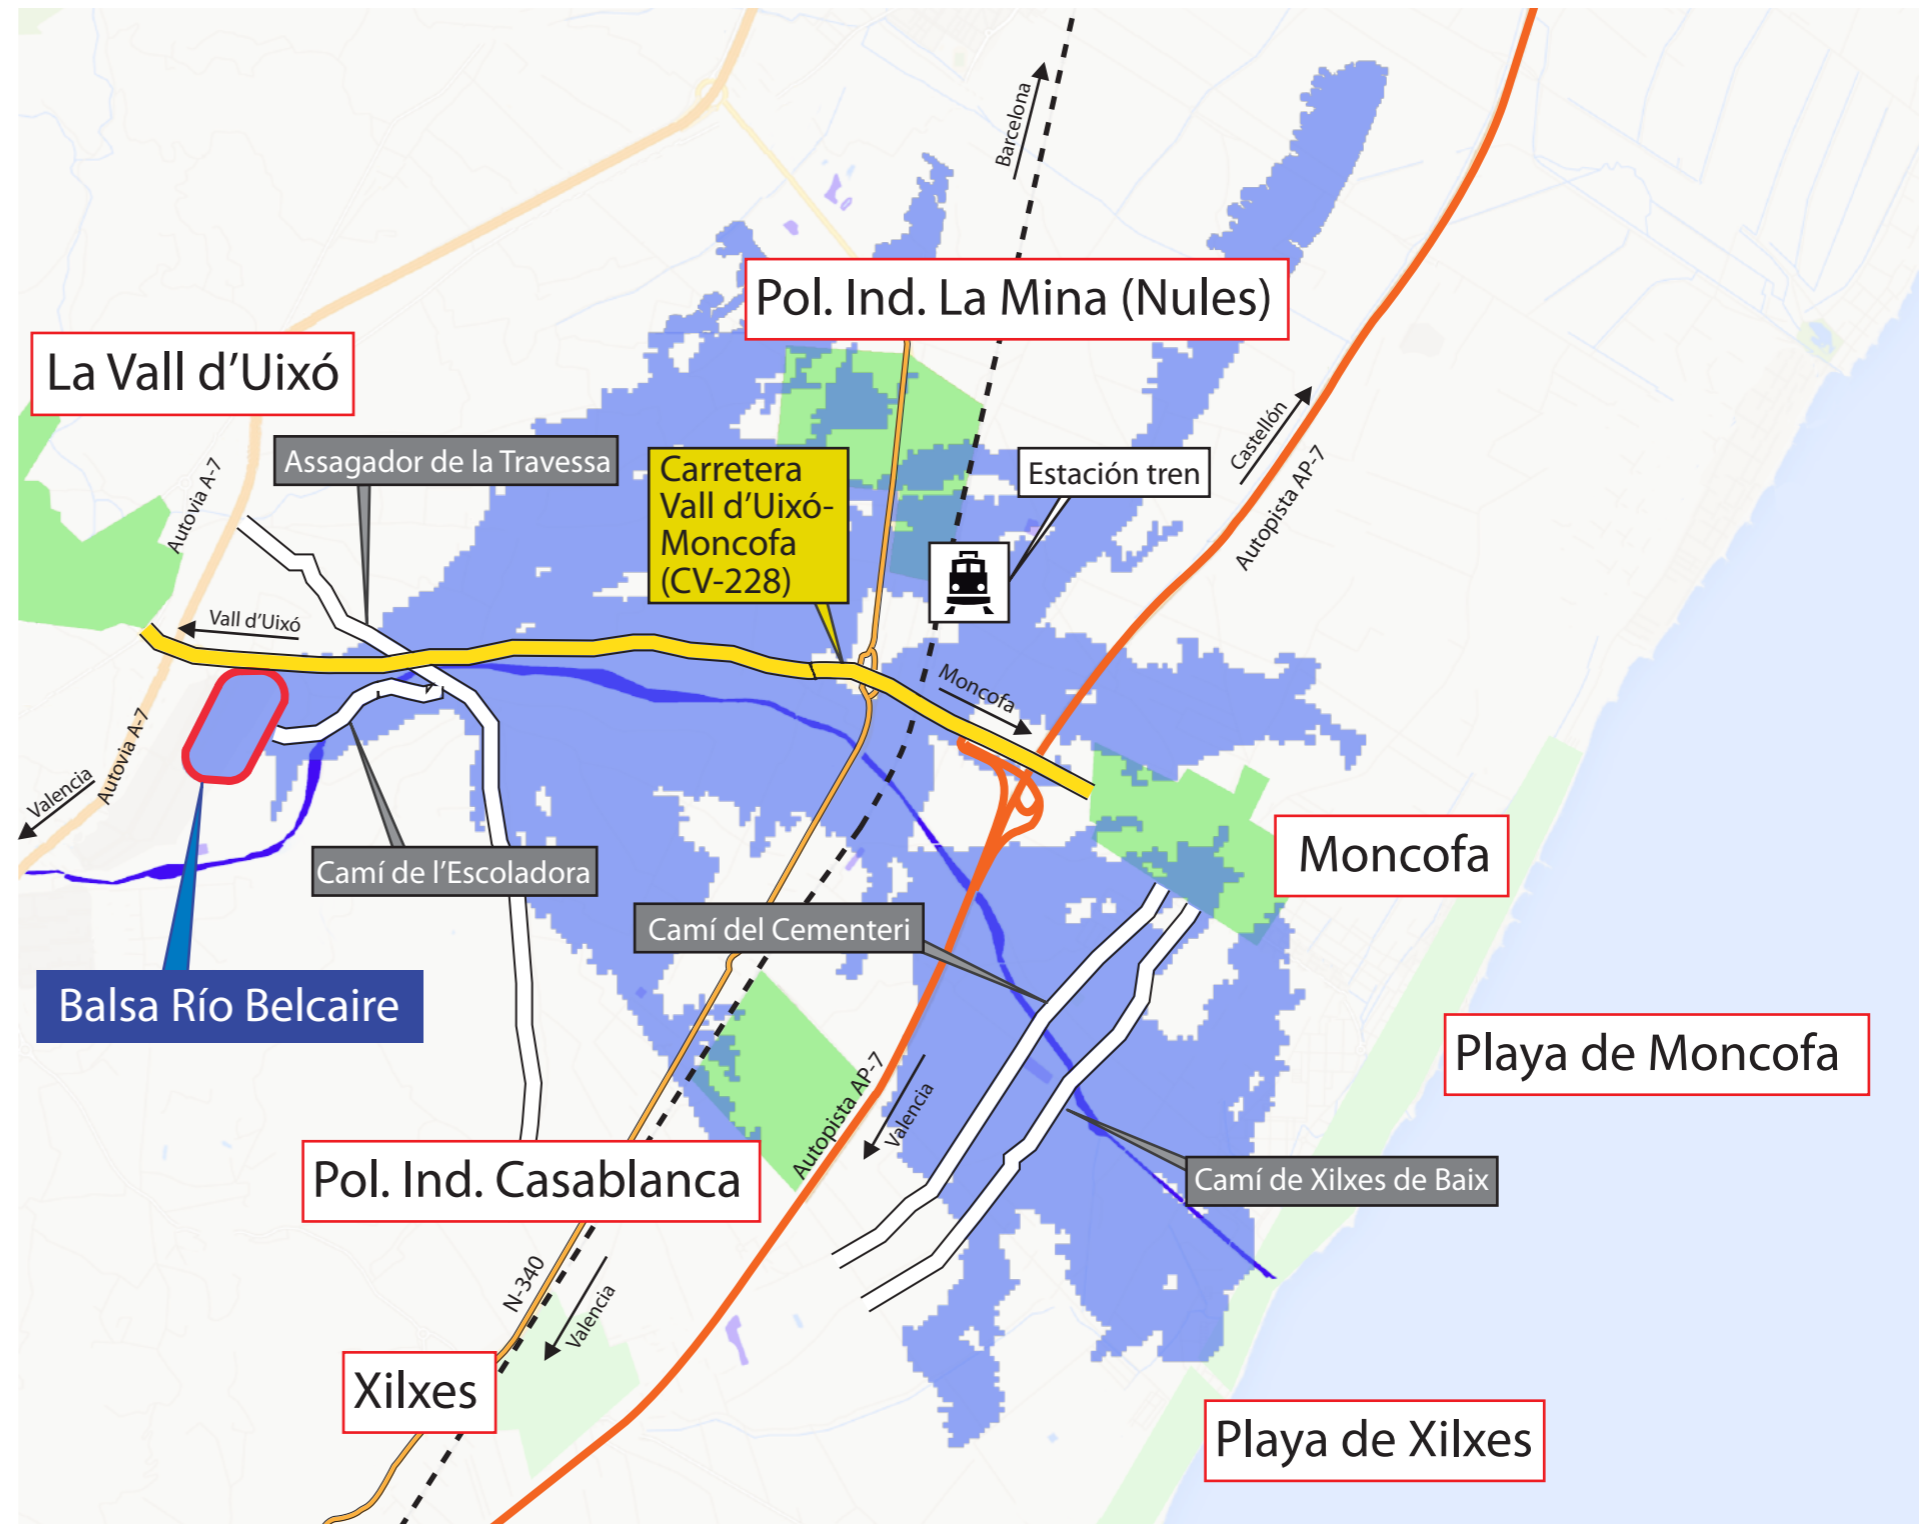 Barcelona
Pol. Ind. La Mina (Nules)
La Vall d'Uixó
Assagador de la Travessa
Carretera
Vall d'Uixó-
Moncofa
(CV-228)
Estación tren
Castellón
Autopista AP-7
Autovia A-7
Vall d'Uixó
Moncofa
Autovia A-7
Valencia
Camí de l'Escoladora
Moncofa
Camí del Cementeri
Balsa Río Belcaire
Playa de Moncofa
Autopista AP-7
Valencia
Pol. Ind. Casablanca
Camí de Xilxes de Baix
N-340
Valencia
Xilxes
Playa de Xilxes